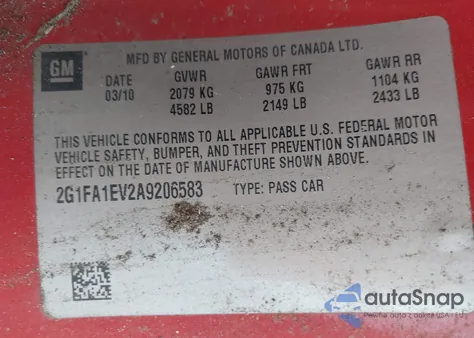 GM
MFD BY GENERAL MOTORS OF CANADA LTD.
DATE GVWR GAWR FRT GAWR RR
03/10 2079 KG 975 KG 1104 KG
4582 LB 2149 LB 2433 LB
THIS VEHICLE CONFORMS TO ALL APPLICABLE U.S. FEDERAL MOTOR
VEHICLE SAFETY, BUMPER, AND THEFT PREVENTION STANDARDS IN
EFFECT ON THE DATE OF MANUFACTURE SHOWN ABOVE.
2G1FA1EV2A9206583 TYPE: PASS CAR
autoSnap